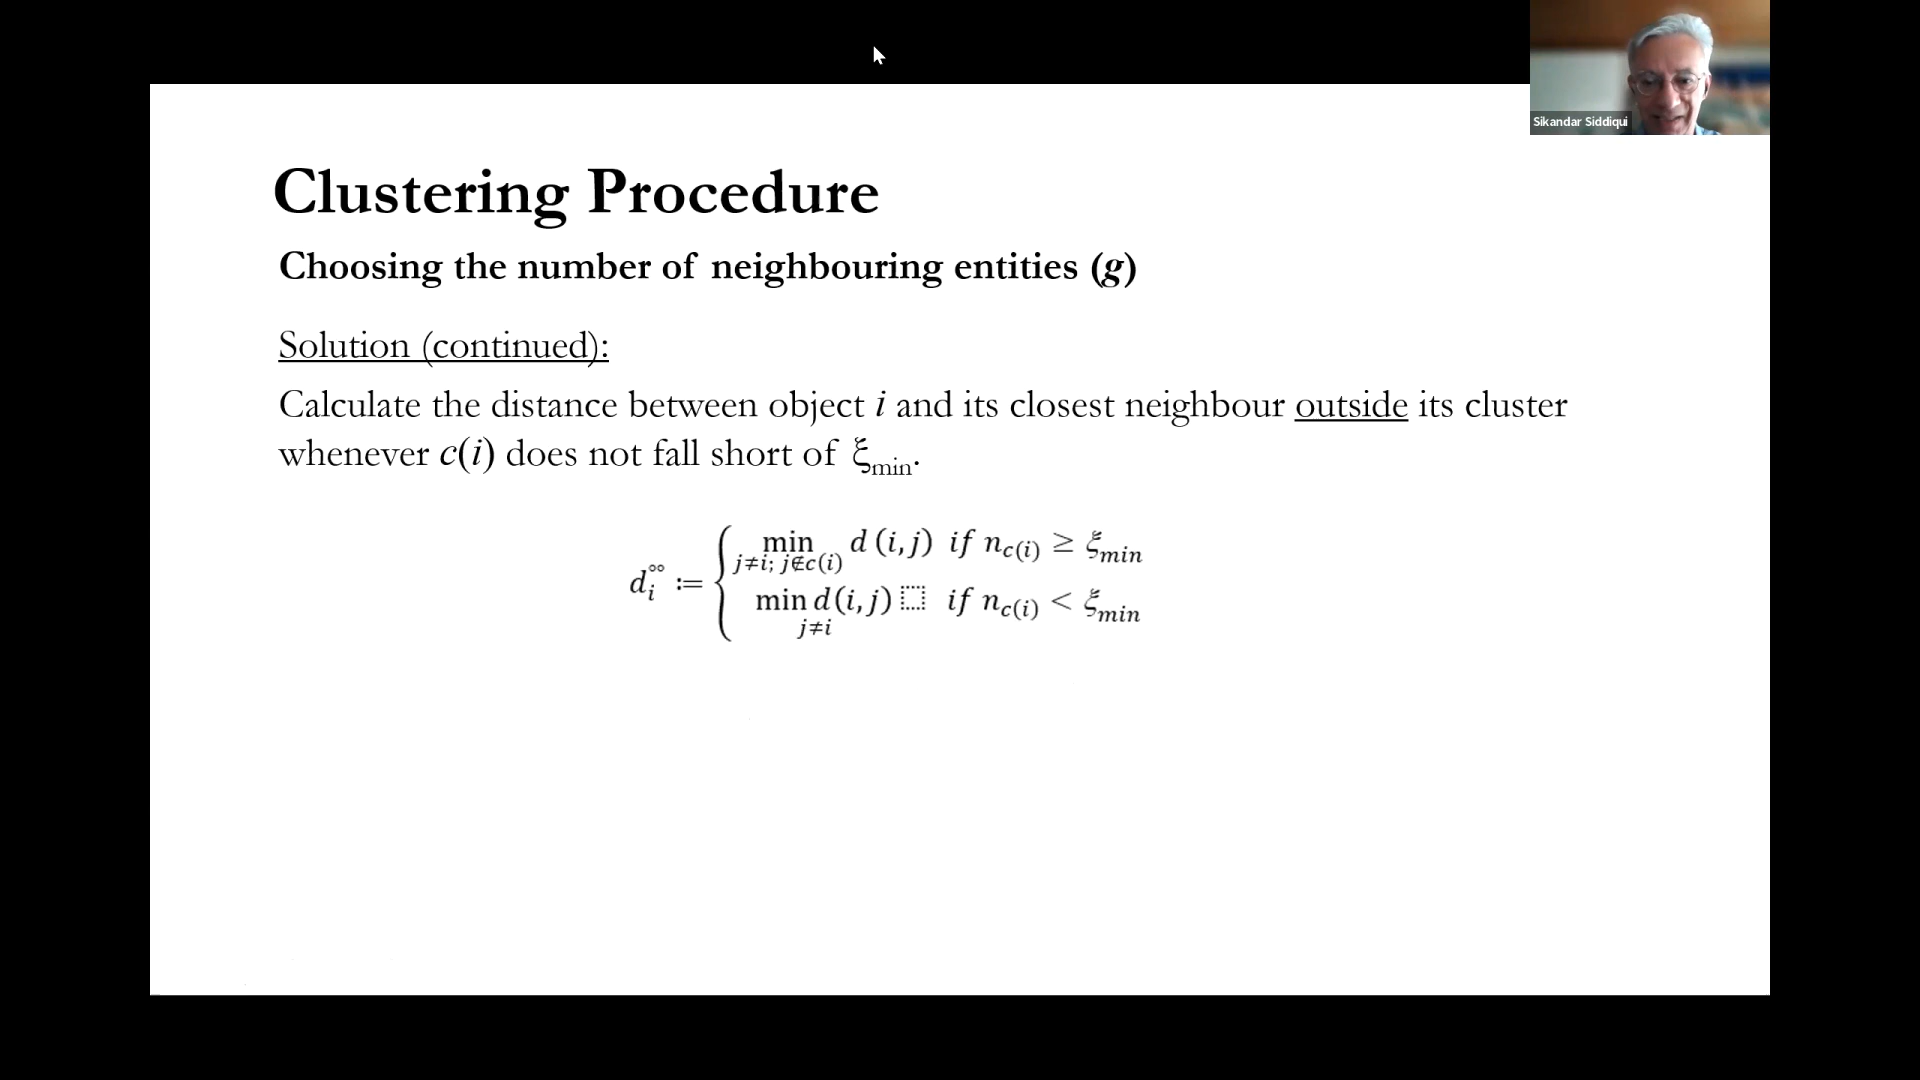 Sikandar Siddiqui
Clustering Procedure
Choosing the number of neighbouring entities (g)
Solution (continued):
Calculate the distance between object i and its closest neighbour outside its cluster
whenever c(i) does not fall short of ξmin.
d_i^∞ := { min_{j≠i; j∉c(i)} d (i,j) if n_{c(i)} ≥ ξ_min
min_{j≠i} d(i,j) ⬚ if n_{c(i)} < ξ_min